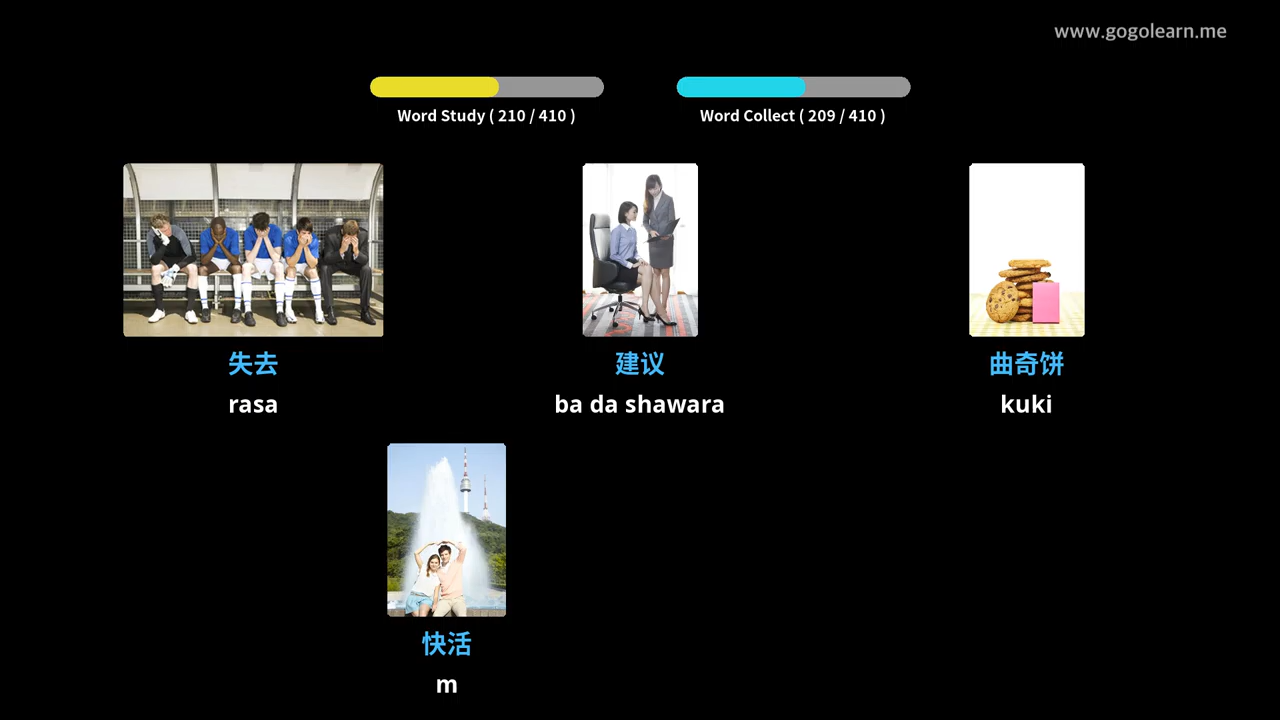 www.gogolearn.me
Word Study ( 210 / 410 )
Word Collect ( 209 / 410 )
失去
rasa
建议
ba da shawara
曲奇饼
kuki
快活
m